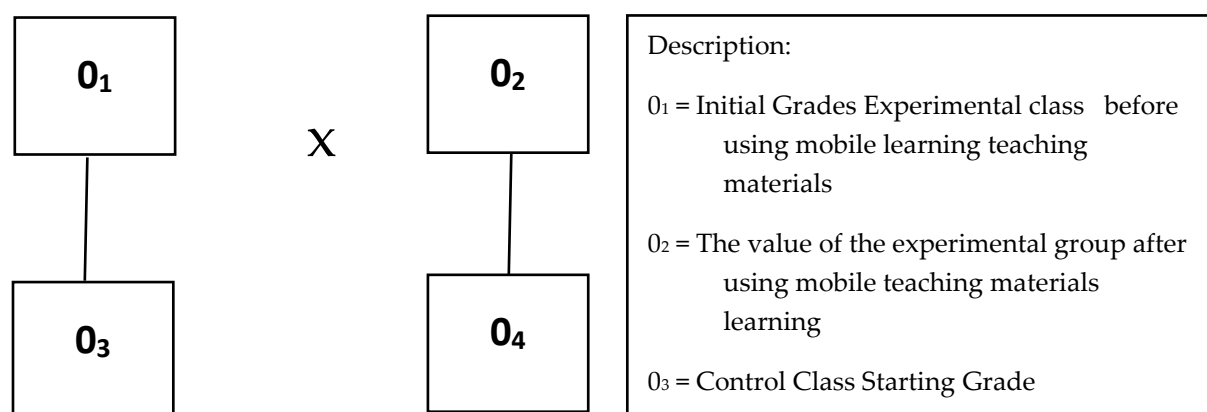 0₁
X
0₂
0₃
0₄
Description:
0₁ = Initial Grades Experimental class before
using mobile learning teaching
materials
0₂ = The value of the experimental group after
using mobile teaching materials
learning
0₃ = Control Class Starting Grade